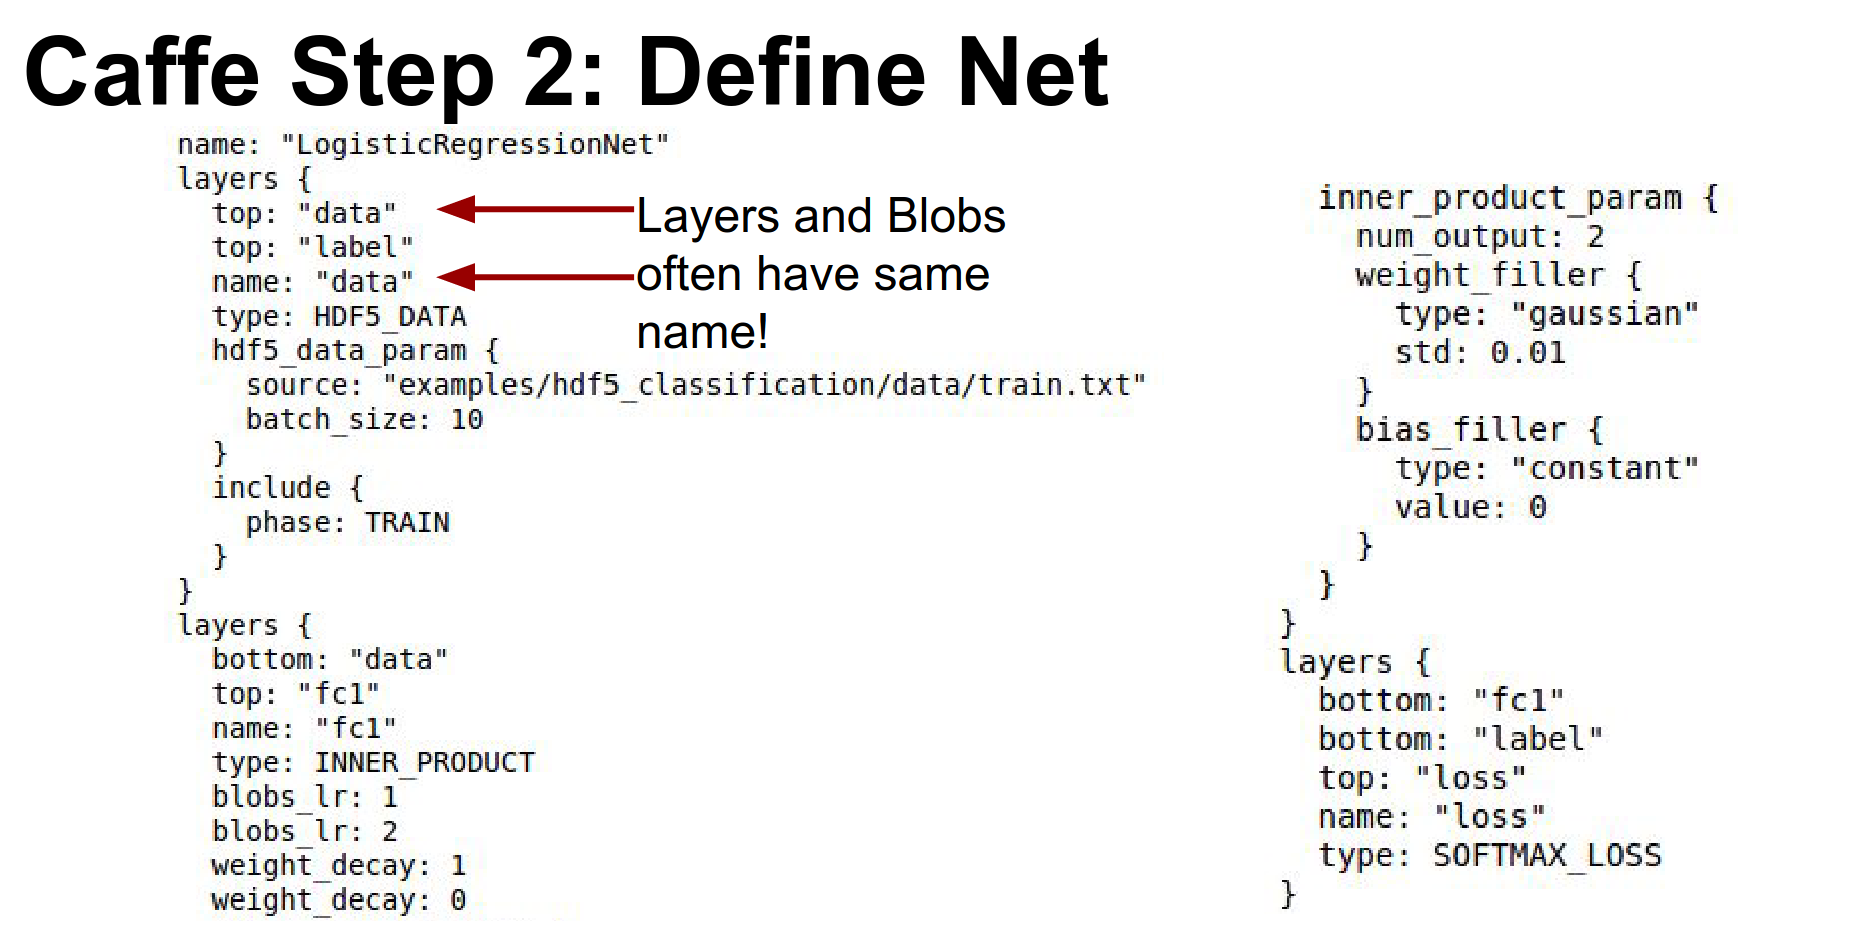 Caffe Step 2: Define Net
name: "LogisticRegressionNet"
layers {
top: "data"
top: "label"
name: "data"
type: HDF5_DATA
hdf5_data_param {
source: "examples/hdf5_classification/data/train.txt"
batch_size: 10
}
include {
phase: TRAIN
}
}
layers {
bottom: "data"
top: "fc1"
name: "fc1"
type: INNER_PRODUCT
blobs_lr: 1
blobs_lr: 2
weight_decay: 1
weight_decay: 0
Layers and Blobs
often have same
name!
inner_product_param {
num_output: 2
weight_filler {
type: "gaussian"
std: 0.01
}
bias_filler {
type: "constant"
value: 0
}
}
}
layers {
bottom: "fc1"
bottom: "label"
top: "loss"
name: "loss"
type: SOFTMAX_LOSS
}